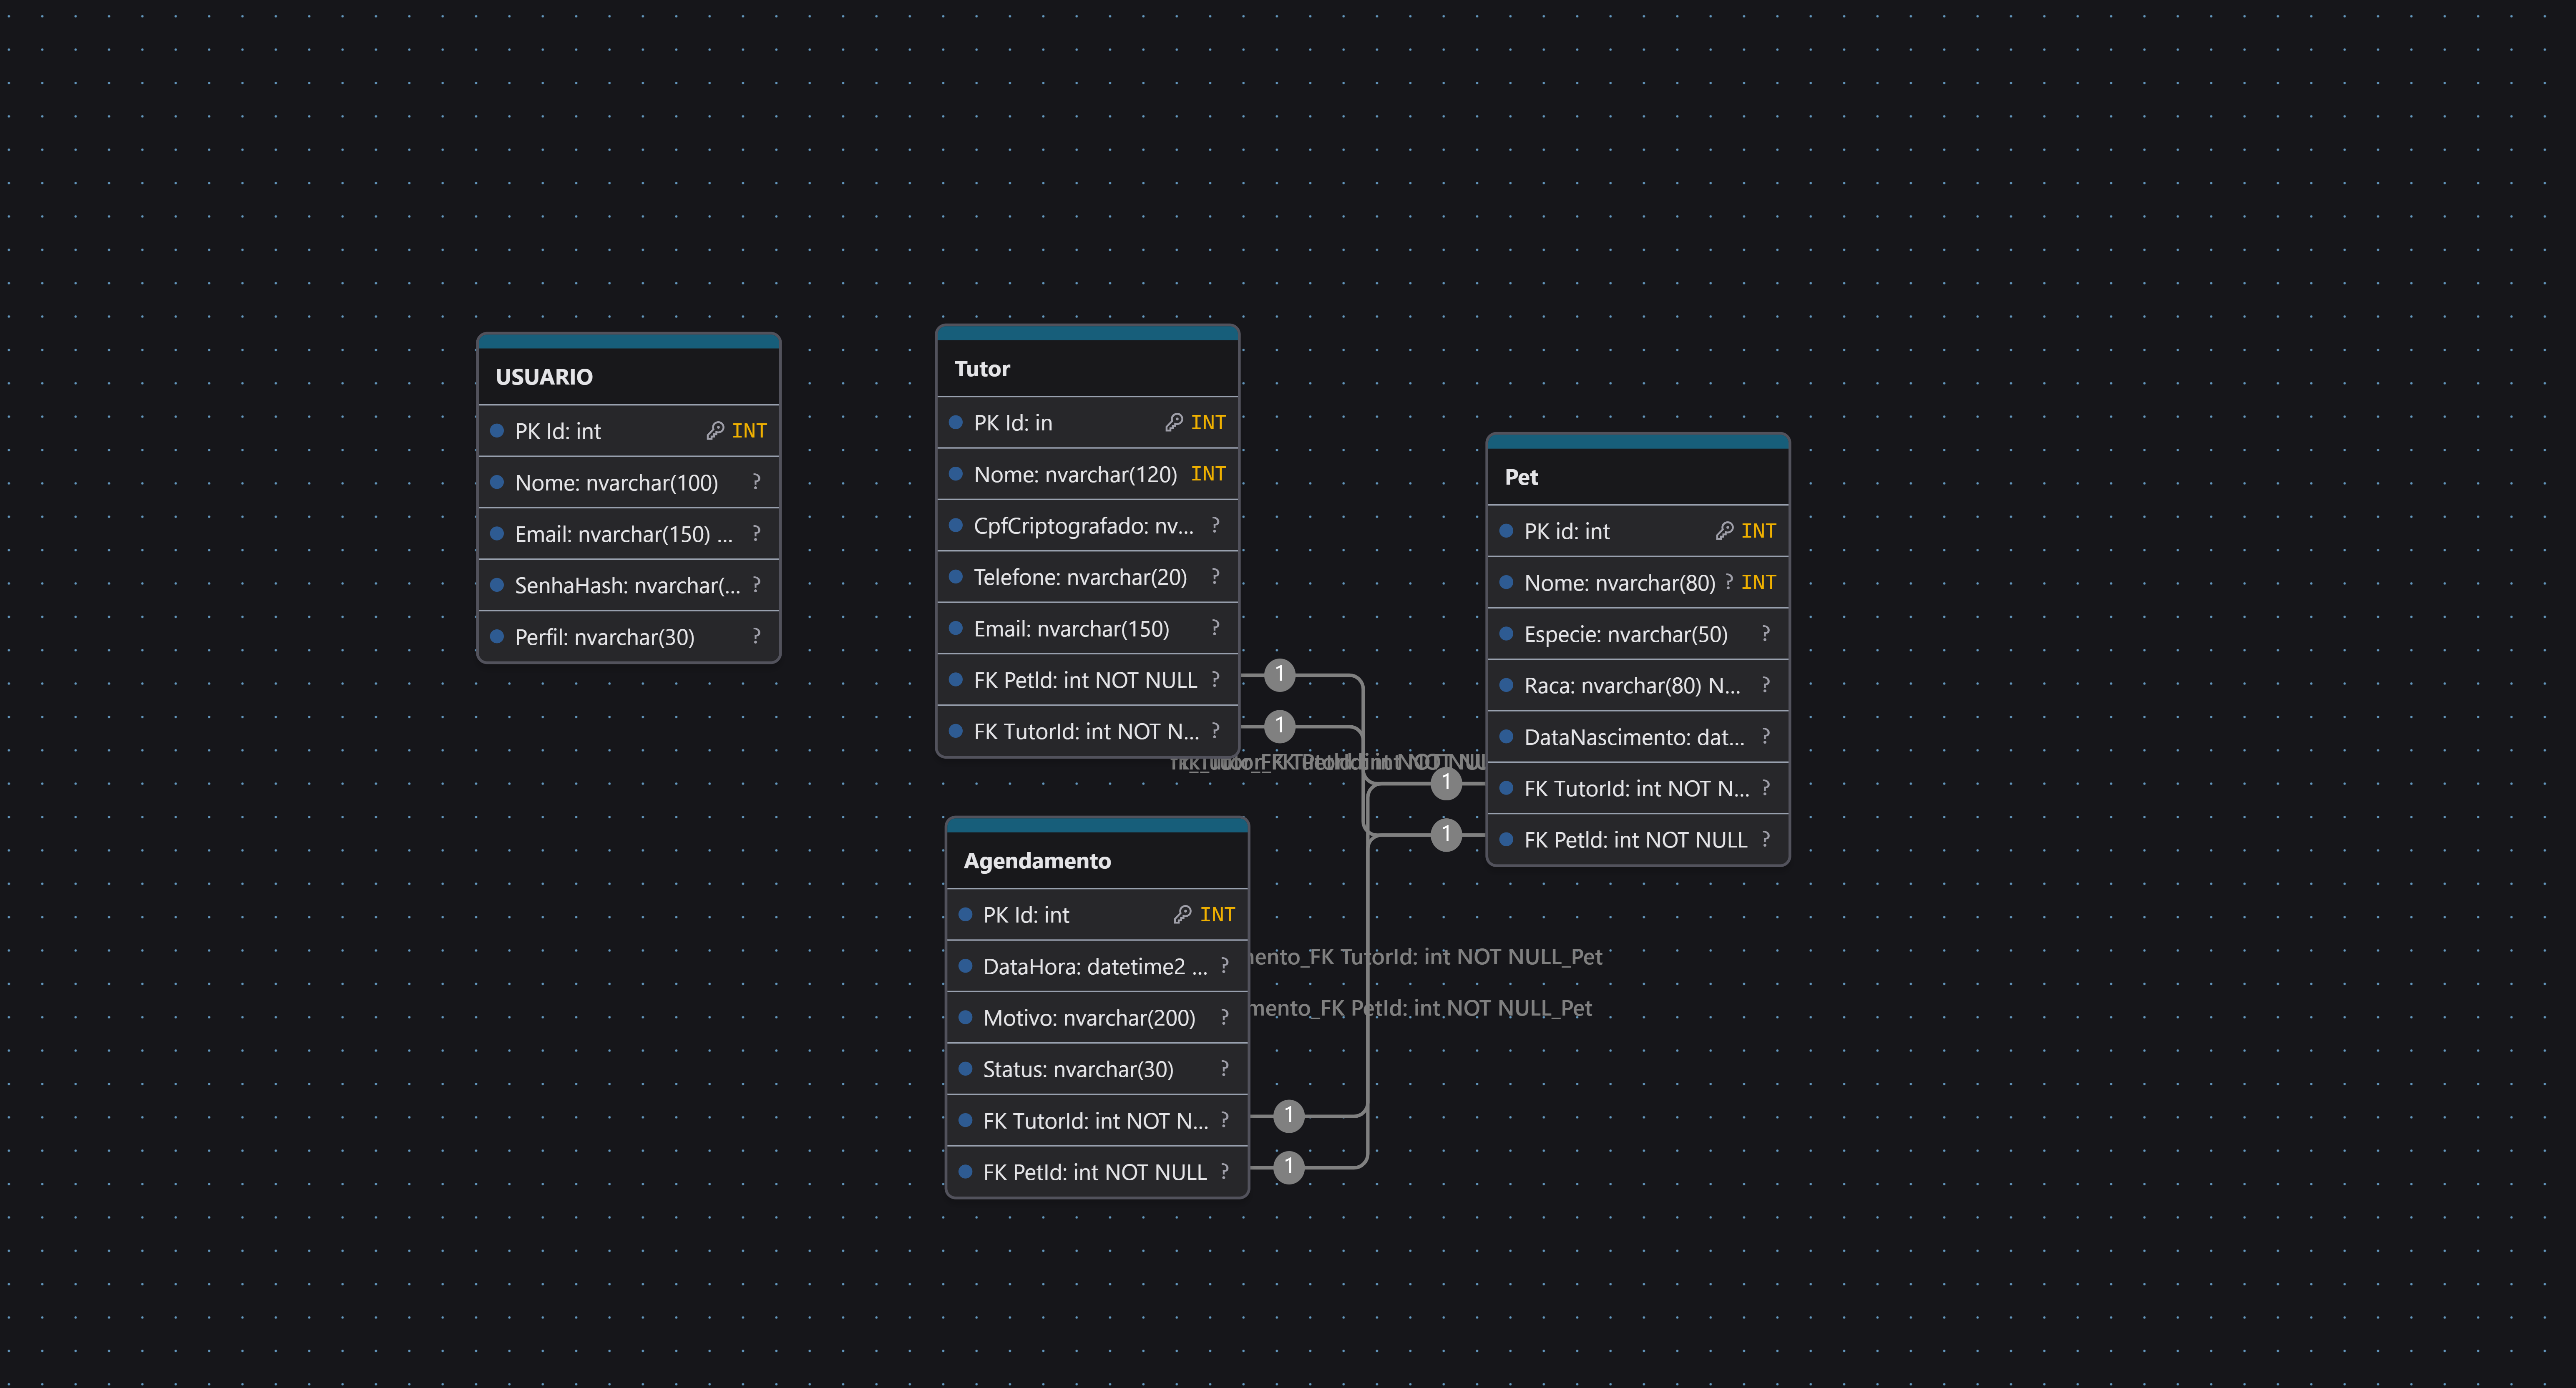 USUARIO
PK Id: int INT
Nome: nvarchar(100) ?
Email: nvarchar(150) ... ?
SenhaHash: nvarchar(... ?
Perfil: nvarchar(30) ?
Tutor
PK Id: in INT
Nome: nvarchar(120) INT
CpfCriptografado: nv... ?
Telefone: nvarchar(20) ?
Email: nvarchar(150) ?
FK PetId: int NOT NULL ?
FK TutorId: int NOT N... ?
1
1
Pet
PK id: int INT
Nome: nvarchar(80) ? INT
Especie: nvarchar(50) ?
Raca: nvarchar(80) N... ?
DataNascimento: dat... ?
FK TutorId: int NOT N... ?
FK PetId: int NOT NULL ?
1
1
Agendamento
PK Id: int INT
DataHora: datetime2 ... ?
Motivo: nvarchar(200) ?
Status: nvarchar(30) ?
FK TutorId: int NOT N... ?
FK PetId: int NOT NULL ?
1
1
mento_FK TutorId: int NOT NULL_Pet
mento_FK PetId: int NOT NULL_Pet